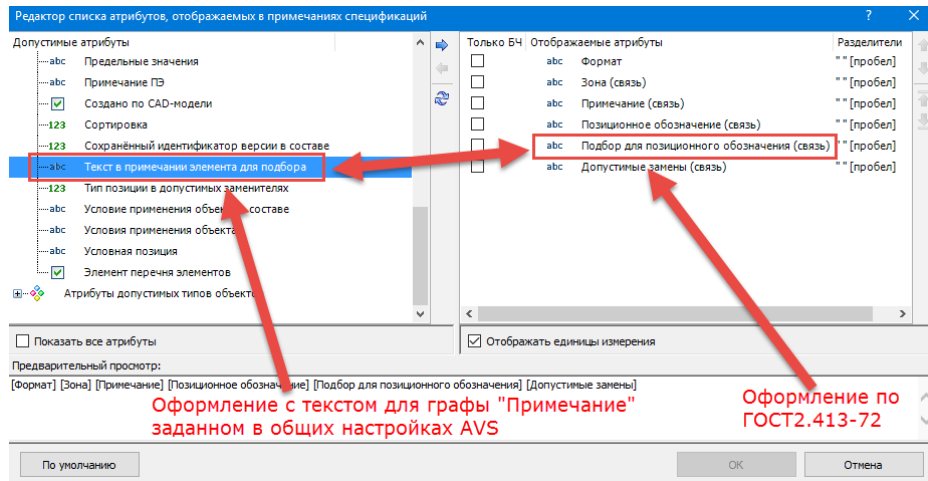 Редактор списка атрибутов, отображаемых в примечаниях спецификаций ? ×
Допустимые атрибуты
abc Предельные значения
abc Примечание ПЭ
Создано по CAD-модели
123 Сортировка
123 Сохранённый идентификатор версии в составе
abc Текст в примечании элемента для подбора
123 Тип позиции в допустимых заменителях
abc Условие применения объекта составе
abc Условия применения объекта
abc Условная позиция
Элемент перечня элементов
Атрибуты допустимых типов объекто
Показать все атрибуты
Только БЧ Отображаемые атрибуты Разделители
abc Формат " " [пробел]
abc Зона (связь) " " [пробел]
abc Примечание (связь) " " [пробел]
abc Позиционное обозначение (связь) " " [пробел]
abc Подбор для позиционного обозначения (связь) " " [пробел]
abc Допустимые замены (связь) " " [пробел]
Отображать единицы измерения
Предварительный просмотр:
[Формат] [Зона] [Примечание] [Позиционное обозначение] [Подбор для позиционного обозначения] [Допустимые замены]
Оформление с текстом для графы "Примечание"
заданном в общих настройках AVS
Оформление по
ГОСТ2.413-72
По умолчанию
OK
Отмена